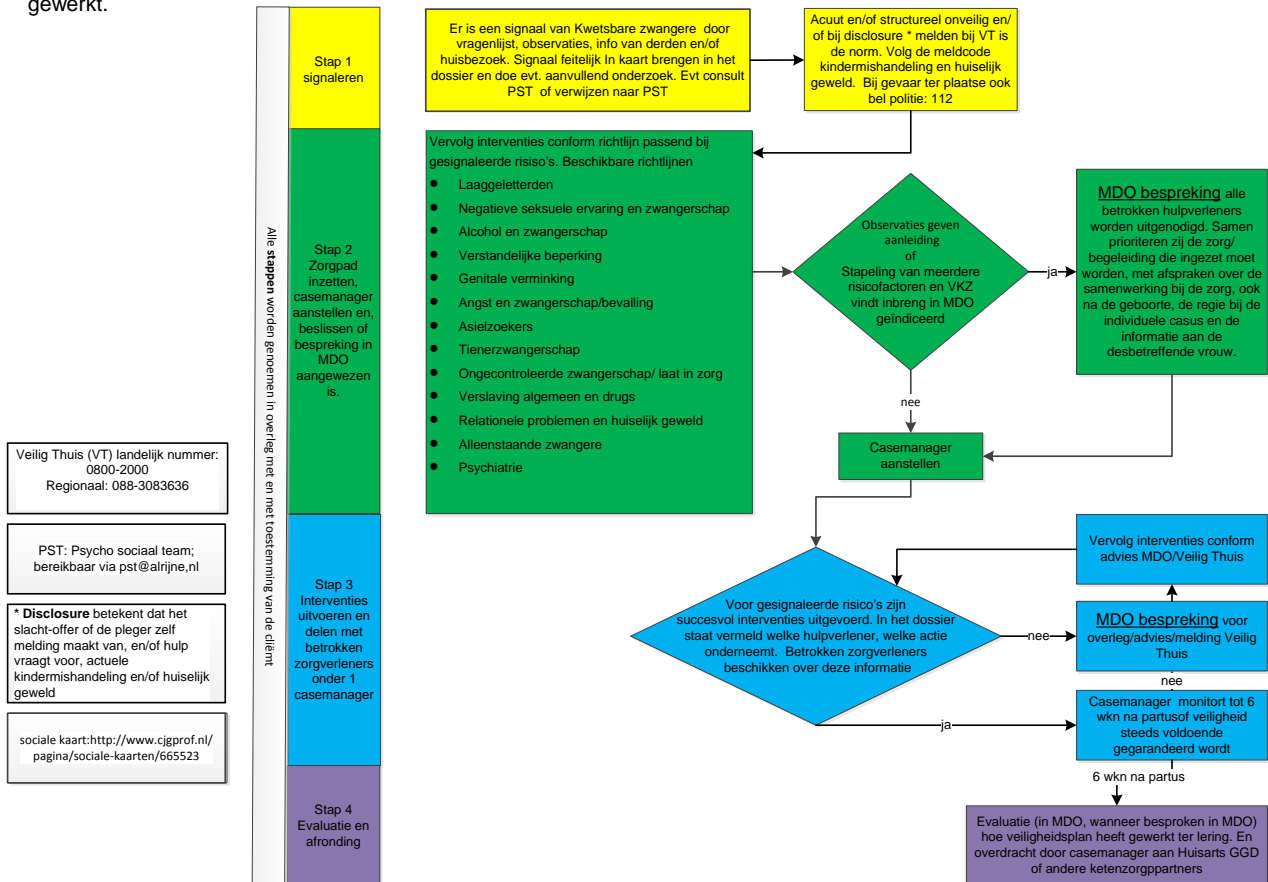 gewerkt.
Stap 1
signaleren
Er is een signaal van Kwetsbare zwangere door
vragenlijst, observaties, info van derden en/of
huisbezoek. Signaal feitelijk In kaart brengen in het
dossier en doe evt. aanvullend onderzoek. Evt consult
PST of verwijzen naar PST
Acuut en/of structureel onveilig en/
of bij disclosure * melden bij VT is
de norm. Volg de meldcode
kindermishandeling en huiselijk
geweld. Bij gevaar ter plaatse ook
bel politie: 112
Alle stappen worden genoemen in overleg met en met toestemming van de cliëmt
Stap 2
Zorgpad
inzetten,
casemanager
aanstellen en,
beslissen of
bespreking in
MDO
aangewezen
is.
Vervolg interventies conform richtlijn passend bij
gesignaleerde risiso's. Beschikbare richtlijnen
• Laaggeletterden
• Negatieve seksuele ervaring en zwangerschap
• Alcohol en zwangerschap
• Verstandelijke beperking
• Genitale verminking
• Angst en zwangerschap/bevalling
• Asielzoekers
• Tienerzwangerschap
• Ongecontroleerde zwangerschap/ laat in zorg
• Verslaving algemeen en drugs
• Relationele problemen en huiselijk geweld
• Alleenstaande zwangere
• Psychiatrie
Observaties geven
aanleiding
of
Stapeling van meerdere
risicofactoren en VKZ
vindt inbreng in MDO
geïndiceerd
ja
MDO bespreking alle
betrokken hulpverleners
worden uitgenodigd. Samen
prioriteren zij de zorg/
begeleiding die ingezet moet
worden, met afspraken over de
samenwerking bij de zorg, ook
na de geboorte, de regie bij de
individuele casus en de
informatie aan de
desbetreffende vrouw.
nee
Casemanager
aanstellen
Veilig Thuis (VT) landelijk nummer:
0800-2000
Regionaal: 088-3083636
PST: Psycho sociaal team;
bereikbaar via pst@alrijne,nl
* Disclosure betekent dat het
slacht-offer of de pleger zelf
melding maakt van, en/of hulp
vraagt voor, actuele
kindermishandeling en/of huiselijk
geweld
sociale kaart:http://www.cjgprof.nl/
pagina/sociale-kaarten/665523
Stap 3
Interventies
uitvoeren en
delen met
betrokken
zorgverleners
onder 1
casemanager
Voor gesignaleerde risico's zijn
succesvol interventies uitgevoerd. In het dossier
staat vermeld welke hulpverlener, welke actie
onderneemt. Betrokken zorgverleners
beschikken over deze informatie
nee
Vervolg interventies conform
advies MDO/Veilig Thuis
MDO bespreking voor
overleg/advies/melding Veilig
Thuis
nee
ja
Casemanager monitort tot 6
wkn na partusof veiligheid
steeds voldoende
gegarandeerd wordt
6 wkn na partus
Stap 4
Evaluatie en
afronding
Evaluatie (in MDO, wanneer besproken in MDO)
hoe veiligheidsplan heeft gewerkt ter lering. En
overdracht door casemanager aan Huisarts GGD
of andere ketenzorgppartners